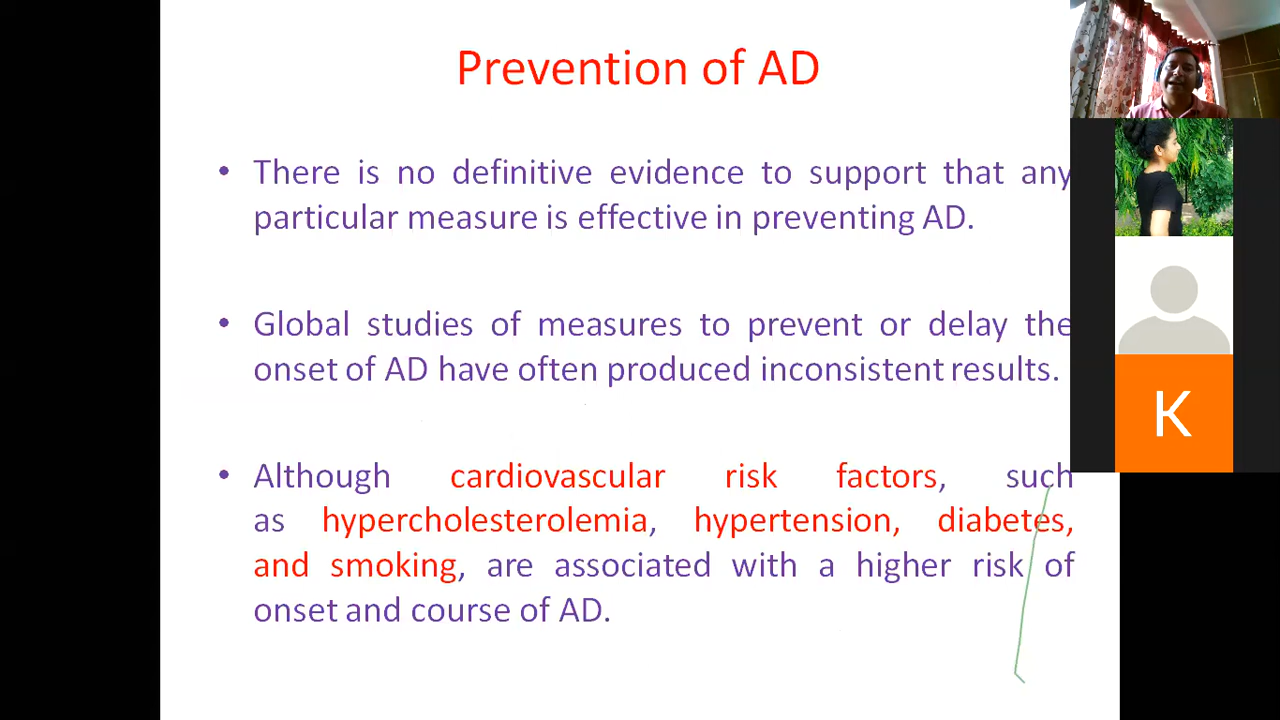 Prevention of AD
• There is no definitive evidence to support that any
particular measure is effective in preventing AD.
• Global studies of measures to prevent or delay the
onset of AD have often produced inconsistent results.
• Although cardiovascular risk factors, such
as hypercholesterolemia, hypertension, diabetes,
and smoking, are associated with a higher risk of
onset and course of AD.
K